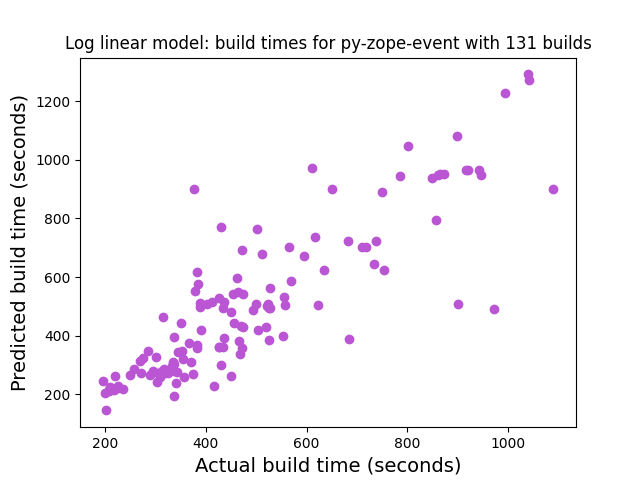 Log linear model: build times for py-zope-event with 131 builds
Predicted build time (seconds)
1200
1000
800
600
400
200
200 400 600 800 1000
Actual build time (seconds)